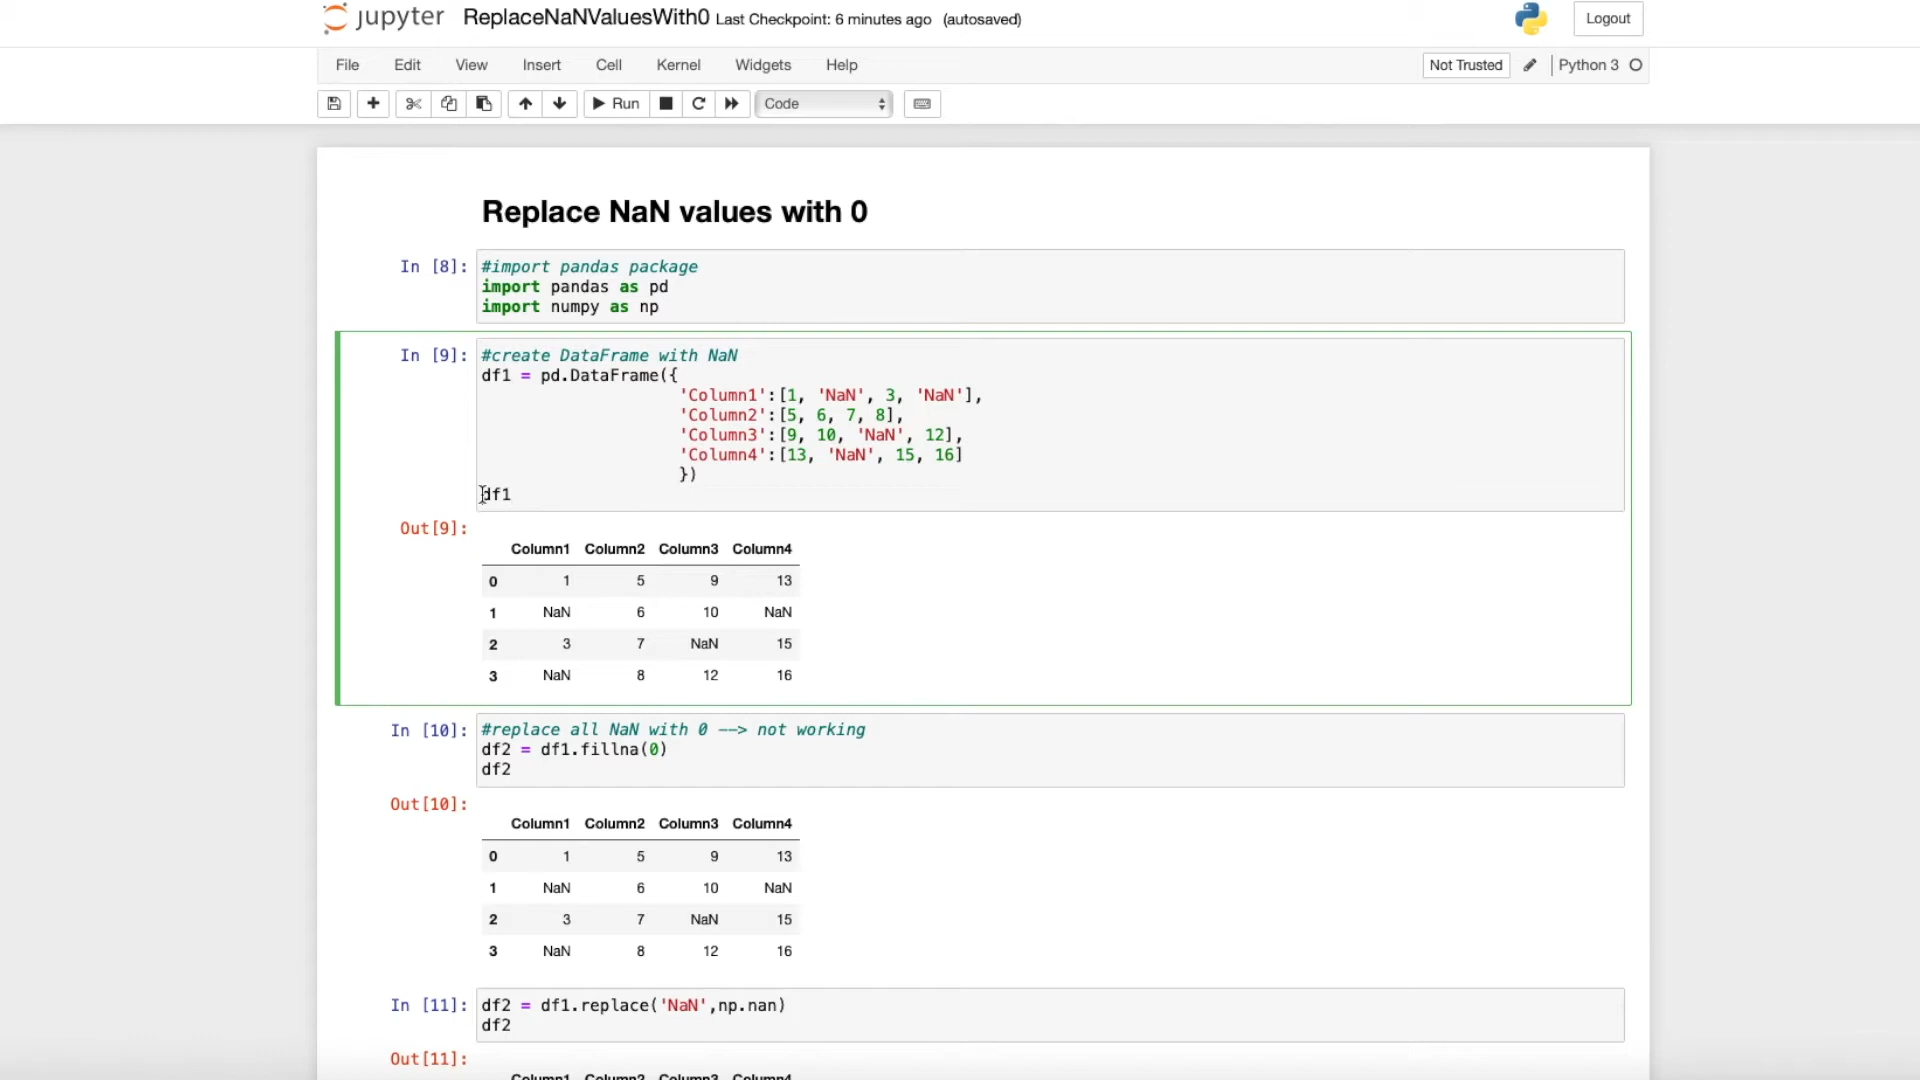 jupyter ReplaceNaNValuesWith0 Last Checkpoint: 6 minutes ago (autosaved) Logout
File Edit View Insert Cell Kernel Widgets Help Not Trusted Python 3
Run Code
Replace NaN values with 0
In [8]: #import pandas package
import pandas as pd
import numpy as np
In [9]: #create DataFrame with NaN
df1 = pd.DataFrame({
'Column1':[1, 'NaN', 3, 'NaN'],
'Column2':[5, 6, 7, 8],
'Column3':[9, 10, 'NaN', 12],
'Column4':[13, 'NaN', 15, 16]
})
df1
Out[9]:
Column1 Column2 Column3 Column4
0 1 5 9 13
1 NaN 6 10 NaN
2 3 7 NaN 15
3 NaN 8 12 16
In [10]: #replace all NaN with 0 --> not working
df2 = df1.fillna(0)
df2
Out[10]:
Column1 Column2 Column3 Column4
0 1 5 9 13
1 NaN 6 10 NaN
2 3 7 NaN 15
3 NaN 8 12 16
In [11]: df2 = df1.replace('NaN',np.nan)
df2
Out[11]:
Column1 Column2 Column3 Column4